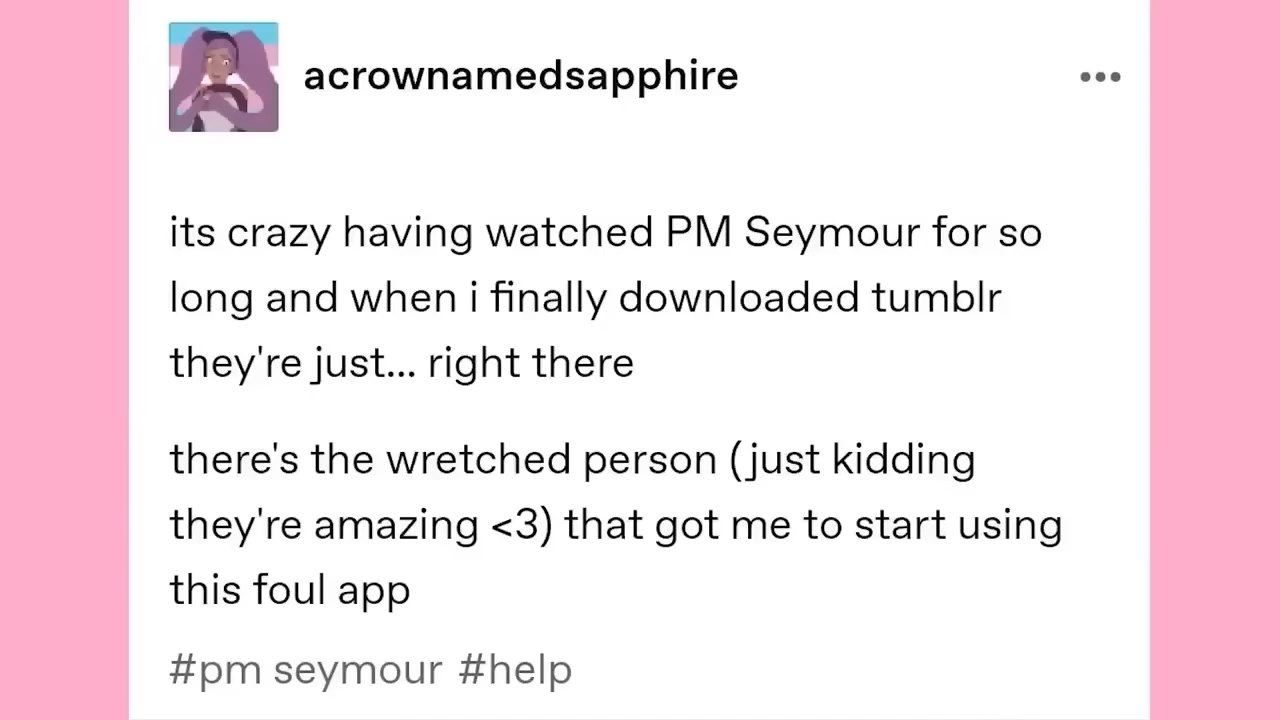 acrownamedsapphire
its crazy having watched PM Seymour for so
long and when i finally downloaded tumblr
they're just... right there
there's the wretched person (just kidding
they're amazing <3) that got me to start using
this foul app
#pm seymour #help